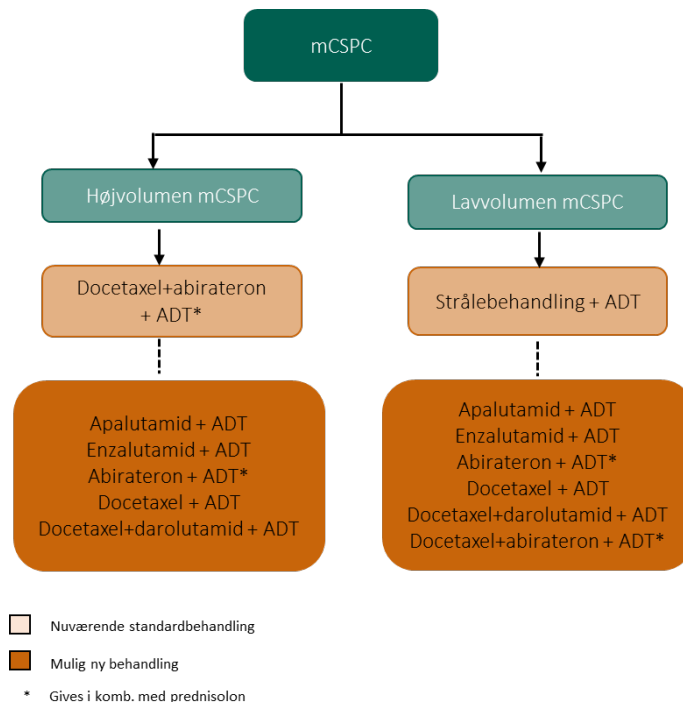 mCSPC
Højvolumen mCSPC
Lavvolumen mCSPC
Docetaxel+abirateron
+ ADT*
Strålebehandling + ADT
Apalutamid + ADT
Enzalutamid + ADT
Abirateron + ADT*
Docetaxel + ADT
Docetaxel+darolutamid + ADT
Apalutamid + ADT
Enzalutamid + ADT
Abirateron + ADT*
Docetaxel + ADT
Docetaxel+darolutamid + ADT
Docetaxel+abirateron + ADT*
Nuværende standardbehandling
Mulig ny behandling
* Gives i komb. med prednisolon